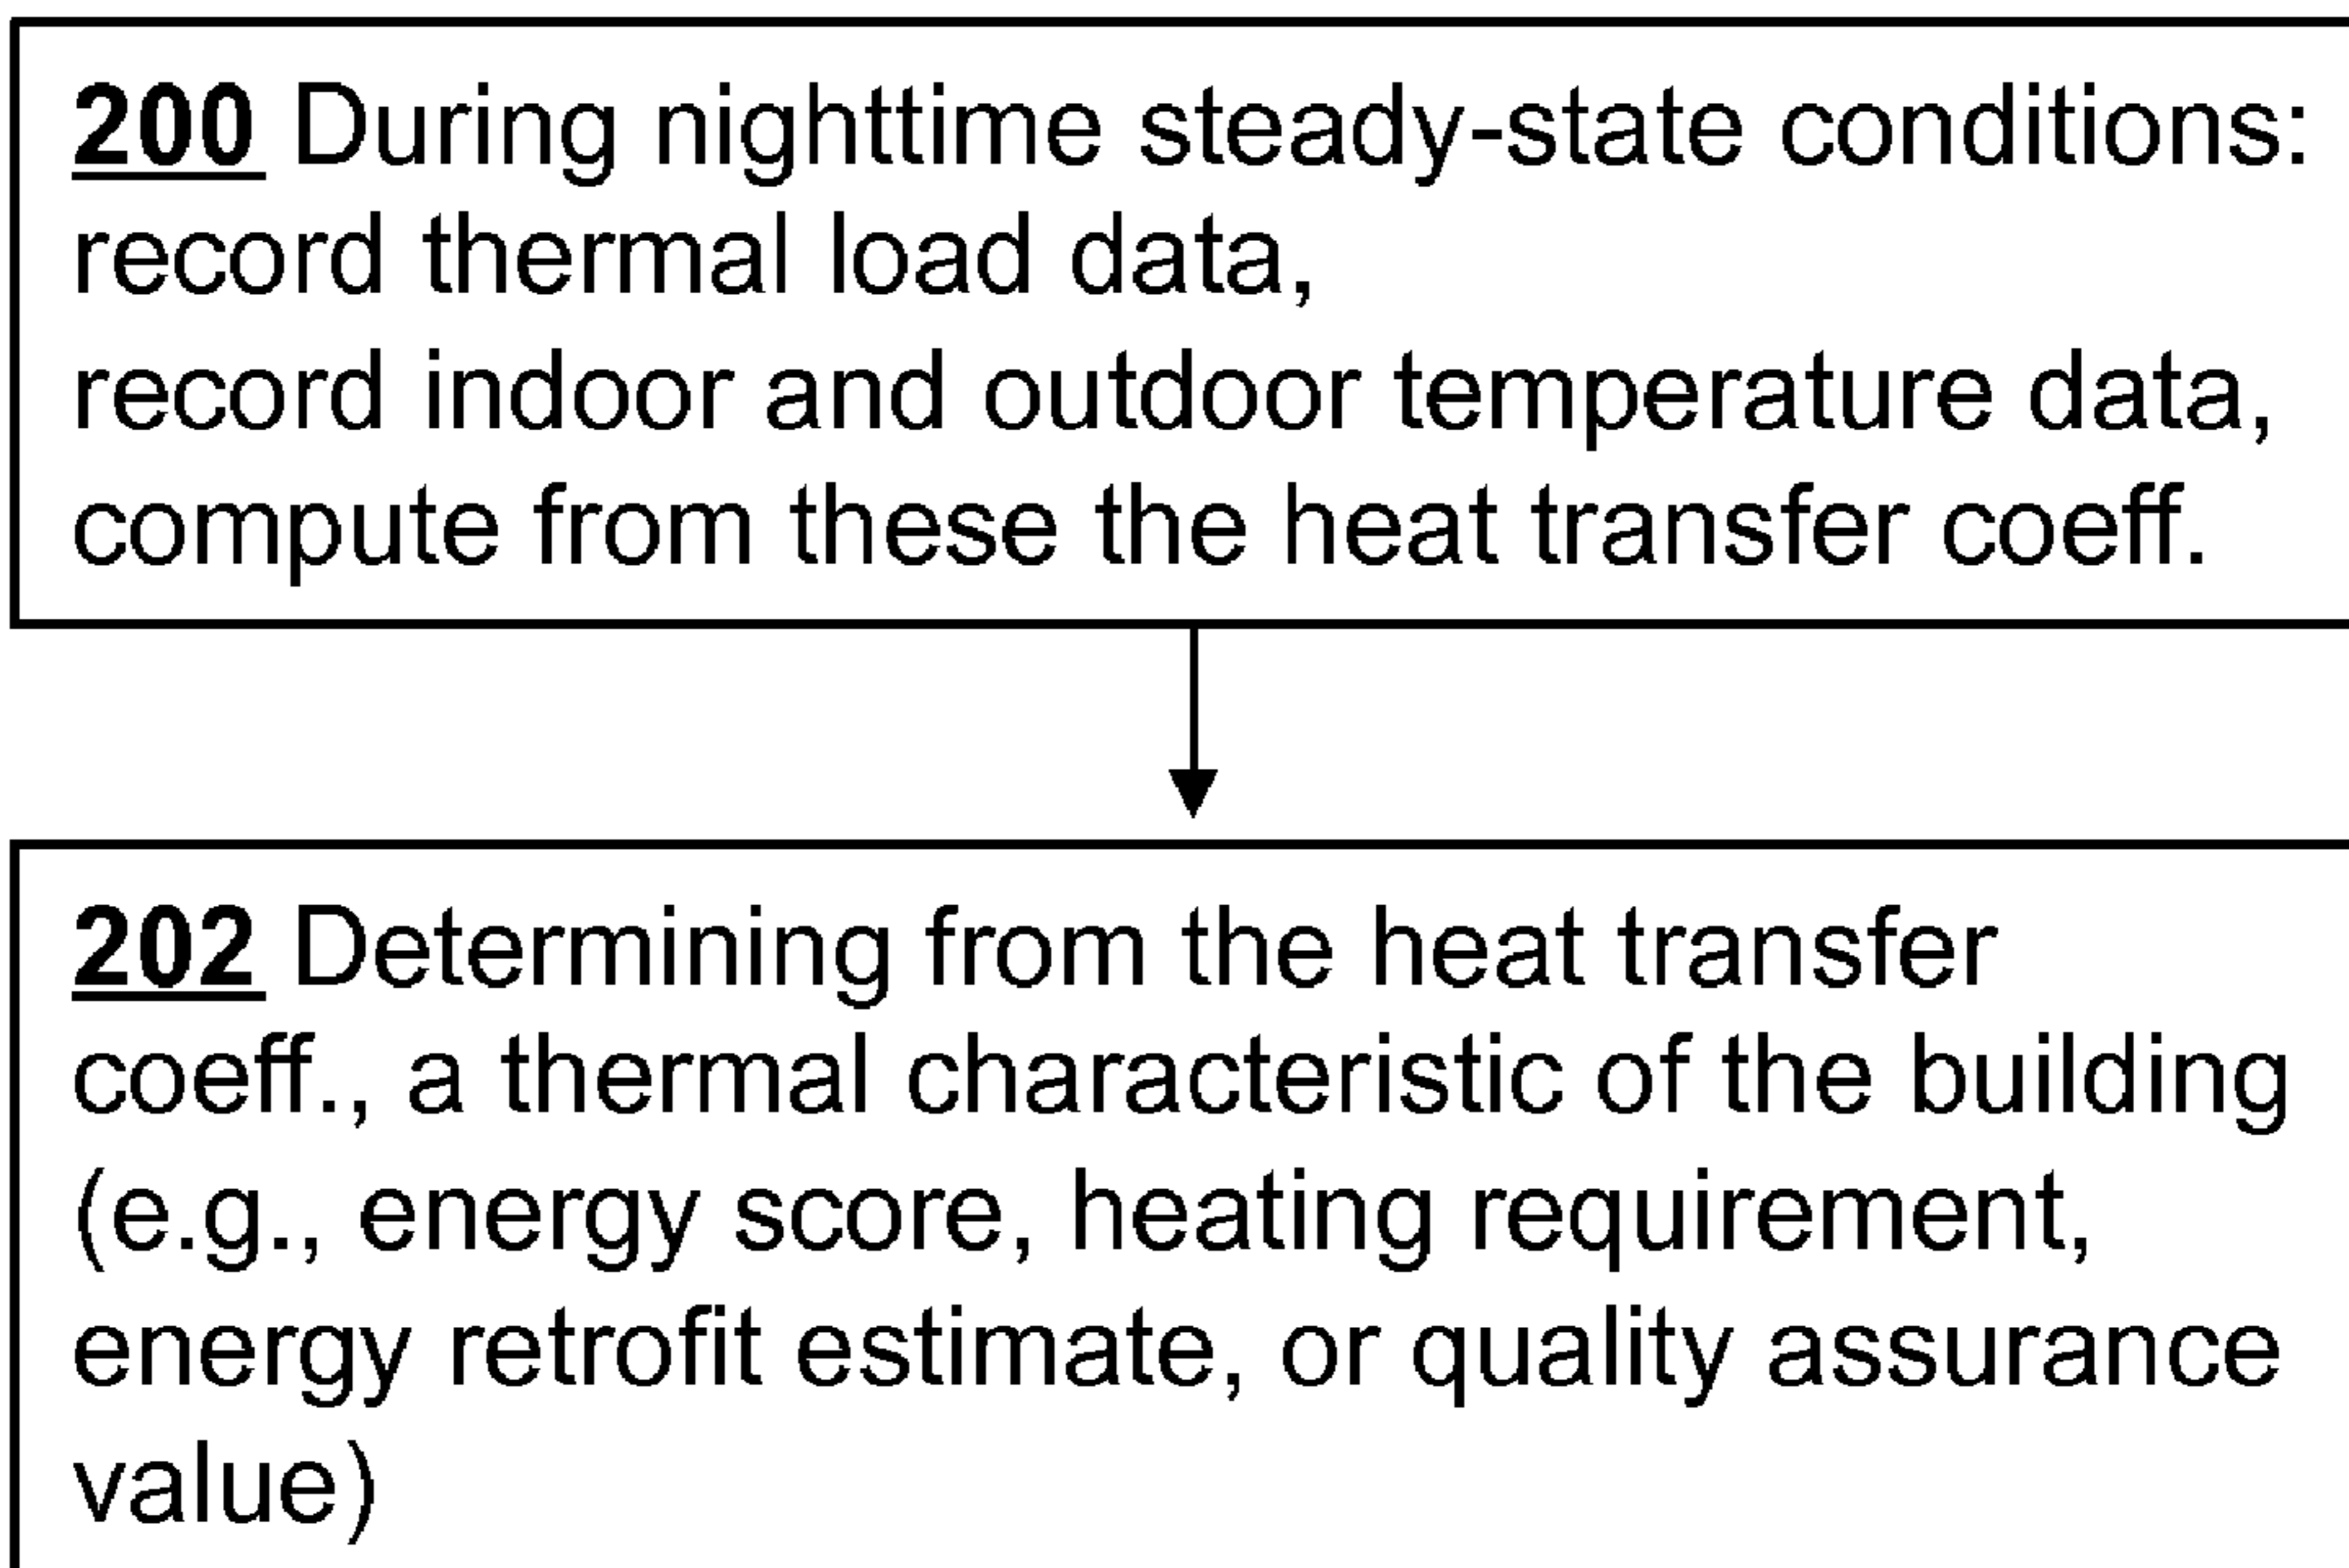 200 During nighttime steady-state conditions:
record thermal load data,
record indoor and outdoor temperature data,
compute from these the heat transfer coeff.
202 Determining from the heat transfer
coeff., a thermal characteristic of the building
(e.g., energy score, heating requirement,
energy retrofit estimate, or quality assurance
value)